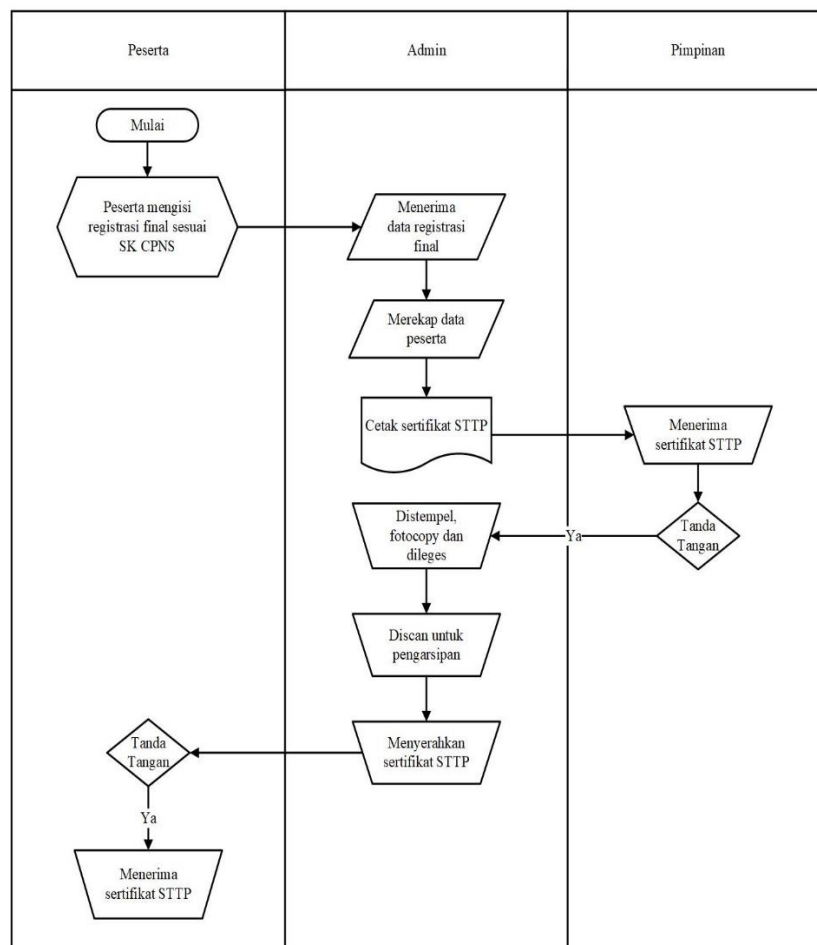 Peserta
Admin
Pimpinan
Mulai
Peserta mengisi
registrasi final sesuai
SK CPNS
Menerima
data registrasi
final
Merekap data
peserta
Cetak sertifikat STTP
Menerima
sertifikat STTP
Tanda
Tangan
Ya
Distempel,
fotocopy dan
dileges
Discan untuk
pengarsipan
Menyerahkan
sertifikat STTP
Tanda
Tangan
Ya
Menerima
sertifikat STTP